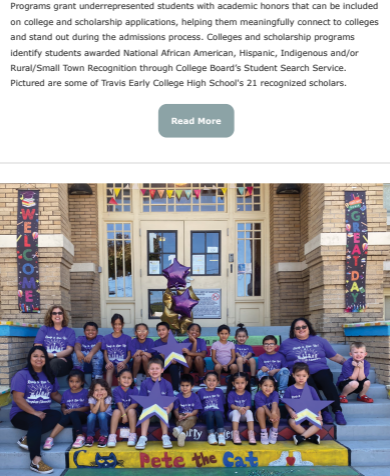 Programs grant underrepresented students with academic honors that can be included
on college and scholarship applications, helping them meaningfully connect to colleges
and stand out during the admissions process. Colleges and scholarship programs
identify students awarded National African American, Hispanic, Indigenous and/or
Rural/Small Town Recognition through College Board's Student Search Service.
Pictured are some of Travis Early College High School's 21 recognized scholars.
Read More
WELCOME
GREAT DAY
Pete the Cat